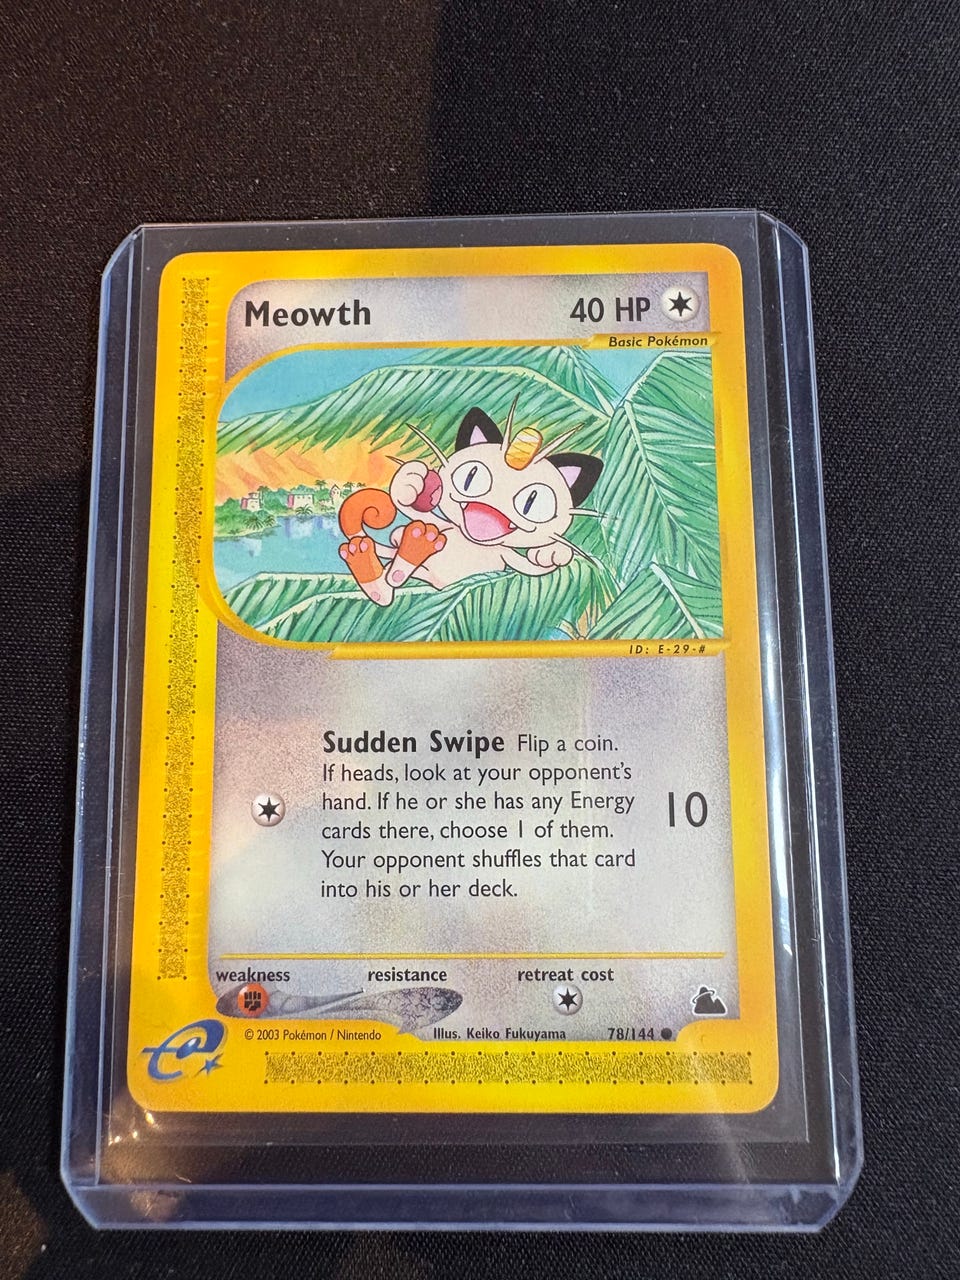 Meowth 40 HP
Basic Pokémon
ID: E-29-#
Sudden Swipe Flip a coin.
If heads, look at your opponent's
hand. If he or she has any Energy
cards there, choose 1 of them.
Your opponent shuffles that card
into his or her deck.
10
weakness resistance retreat cost
© 2003 Pokémon / Nintendo Illus. Keiko Fukuyama 78/144
e